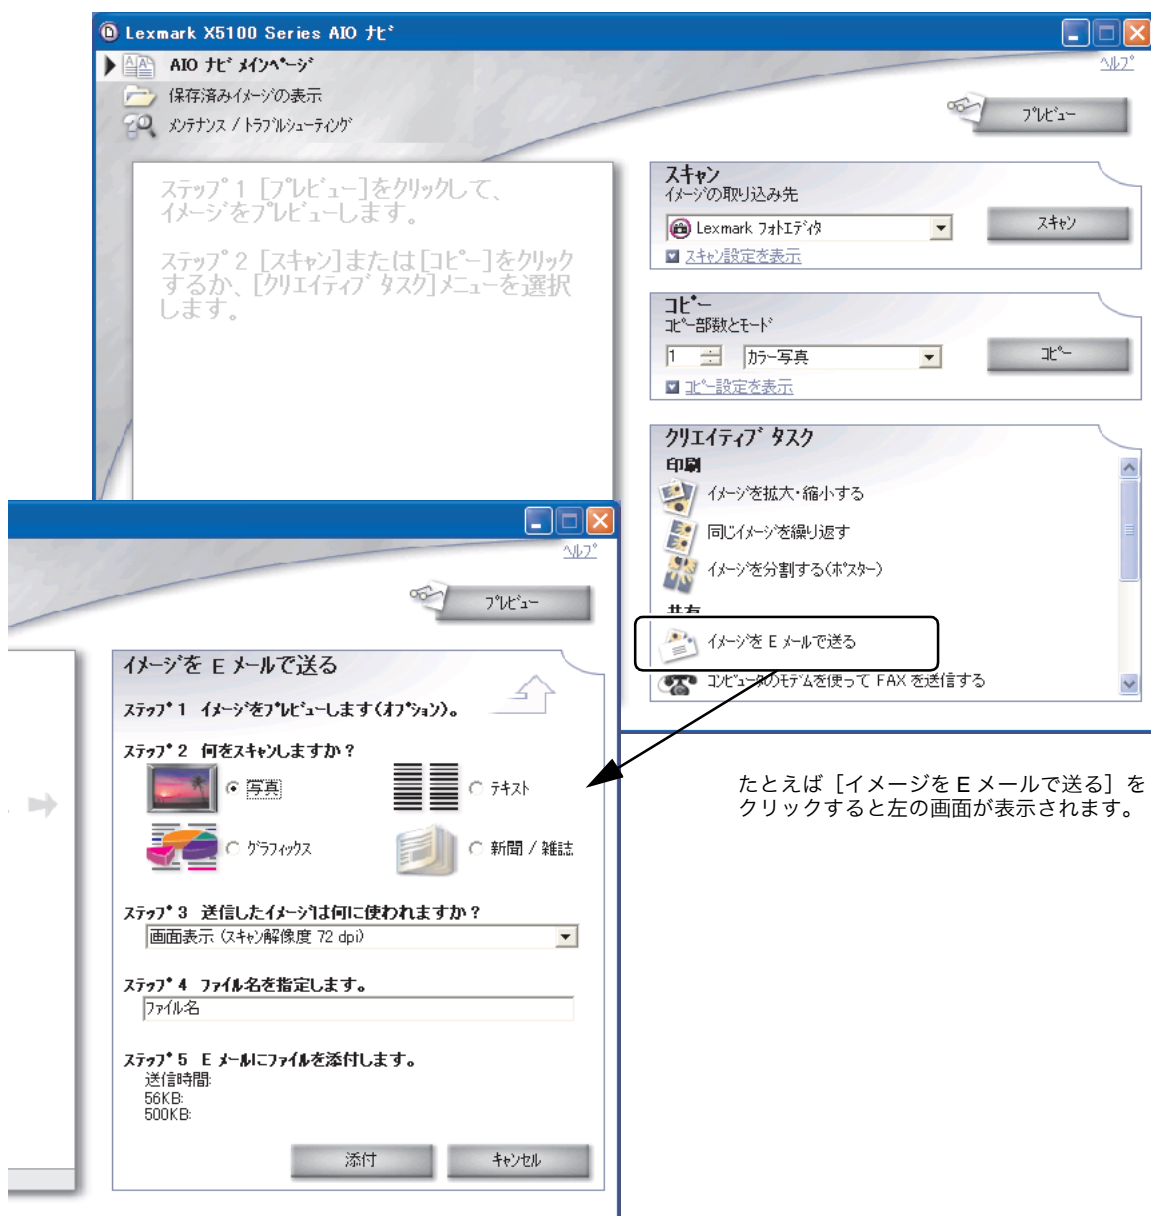 Lexmark X5100 Series AIO ナビ
AIO ナビ メインページ
ヘルプ
保存済みイメージの表示
メンテナンス / トラブルシューティング
プレビュー
ステップ 1 [プレビュー]をクリックして、
イメージをプレビューします。
ステップ 2 [スキャン]または[コピー]をクリック
するか、[クリエイティブ タスク]メニューを選択
します。
スキャン
イメージの取り込み先
Lexmark フォトエディタ
スキャン
スキャン設定を表示
コピー
コピー部数とモード
1
カラー写真
コピー
コピー設定を表示
クリエイティブ タスク
印刷
イメージを拡大・縮小する
同じイメージを繰り返す
イメージを分割する(ポスター)
共有
イメージを E メールで送る
コンピュータのモデムを使って FAX を送信する
ヘルプ
プレビュー
イメージを E メールで送る
ステップ 1 イメージをプレビューします(オプション)。
ステップ 2 何をスキャンしますか?
写真
テキスト
グラフィックス
新聞 / 雑誌
ステップ 3 送信したイメージは何に使われますか?
画面表示 (スキャン解像度 72 dpi)
ステップ 4 ファイル名を指定します。
ファイル名
ステップ 5 E メールにファイルを添付します。
送信時間:
56KB:
500KB:
添付
キャンセル
たとえば［イメージを E メールで送る］を
クリックすると左の画面が表示されます。